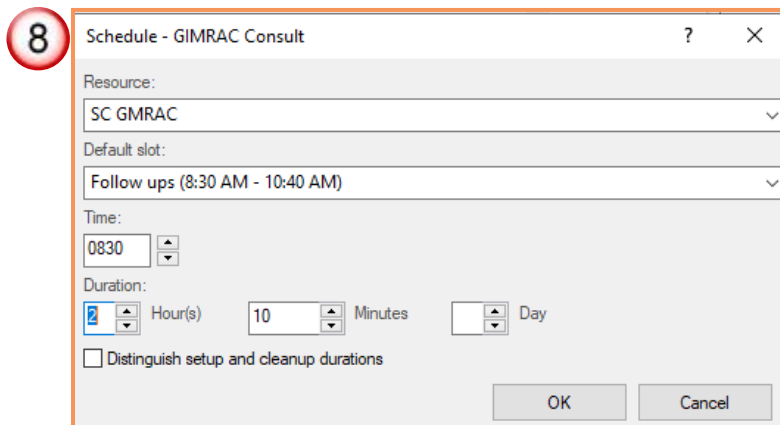 8
Schedule - GIMRAC Consult ? ×
Resource:
SC GMRAC
Default slot:
Follow ups (8:30 AM - 10:40 AM)
Time:
0830
Duration:
2 Hour(s) 10 Minutes Day
Distinguish setup and cleanup durations
OK Cancel